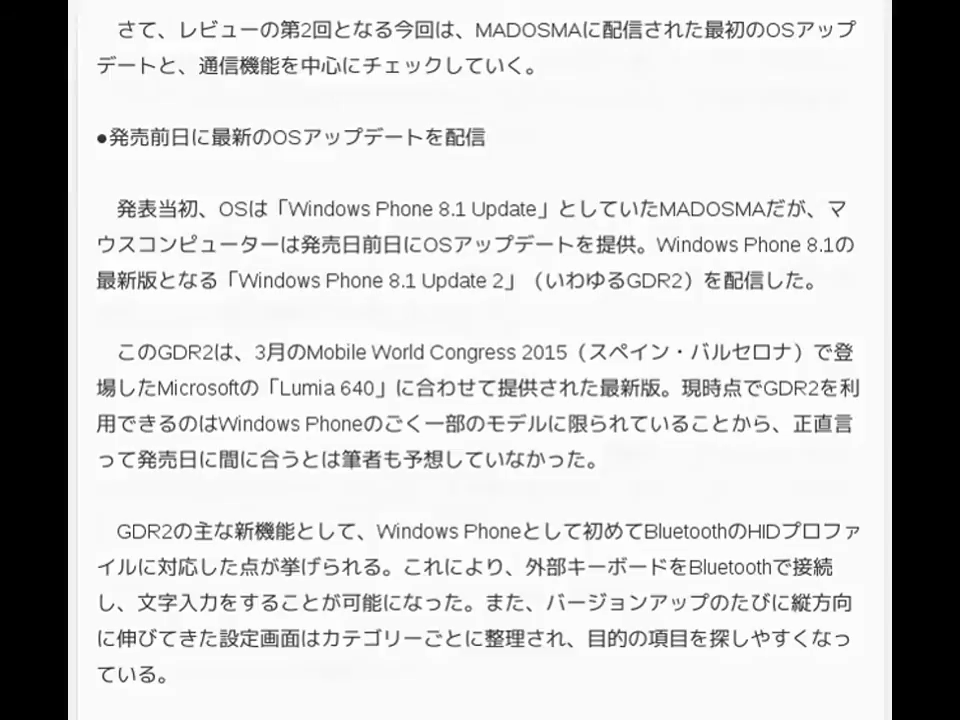 さて、レビューの第2回となる今回は、MADOSMAに配信された最初のOSアップ
デートと、通信機能を中心にチェックしていく。
●発売前日に最新のOSアップデートを配信
発表当初、OSは「Windows Phone 8.1 Update」としていたMADOSMAだが、マ
ウスコンピューターは発売日前日にOSアップデートを提供。Windows Phone 8.1の
最新版となる「Windows Phone 8.1 Update 2」（いわゆるGDR2）を配信した。
このGDR2は、3月のMobile World Congress 2015（スペイン・バルセロナ）で登
場したMicrosoftの「Lumia 640」に合わせて提供された最新版。現時点でGDR2を利
用できるのはWindows Phoneのごく一部のモデルに限られていることから、正直言
って発売日に間に合うとは筆者も予想していなかった。
GDR2の主な新機能として、Windows Phoneとして初めてBluetoothのHIDプロファ
イルに対応した点が挙げられる。これにより、外部キーボードをBluetoothで接続
し、文字入力をすることが可能になった。また、バージョンアップのたびに縦方向
に伸びてきた設定画面はカテゴリーごとに整理され、目的の項目を探しやすくなっ
ている。